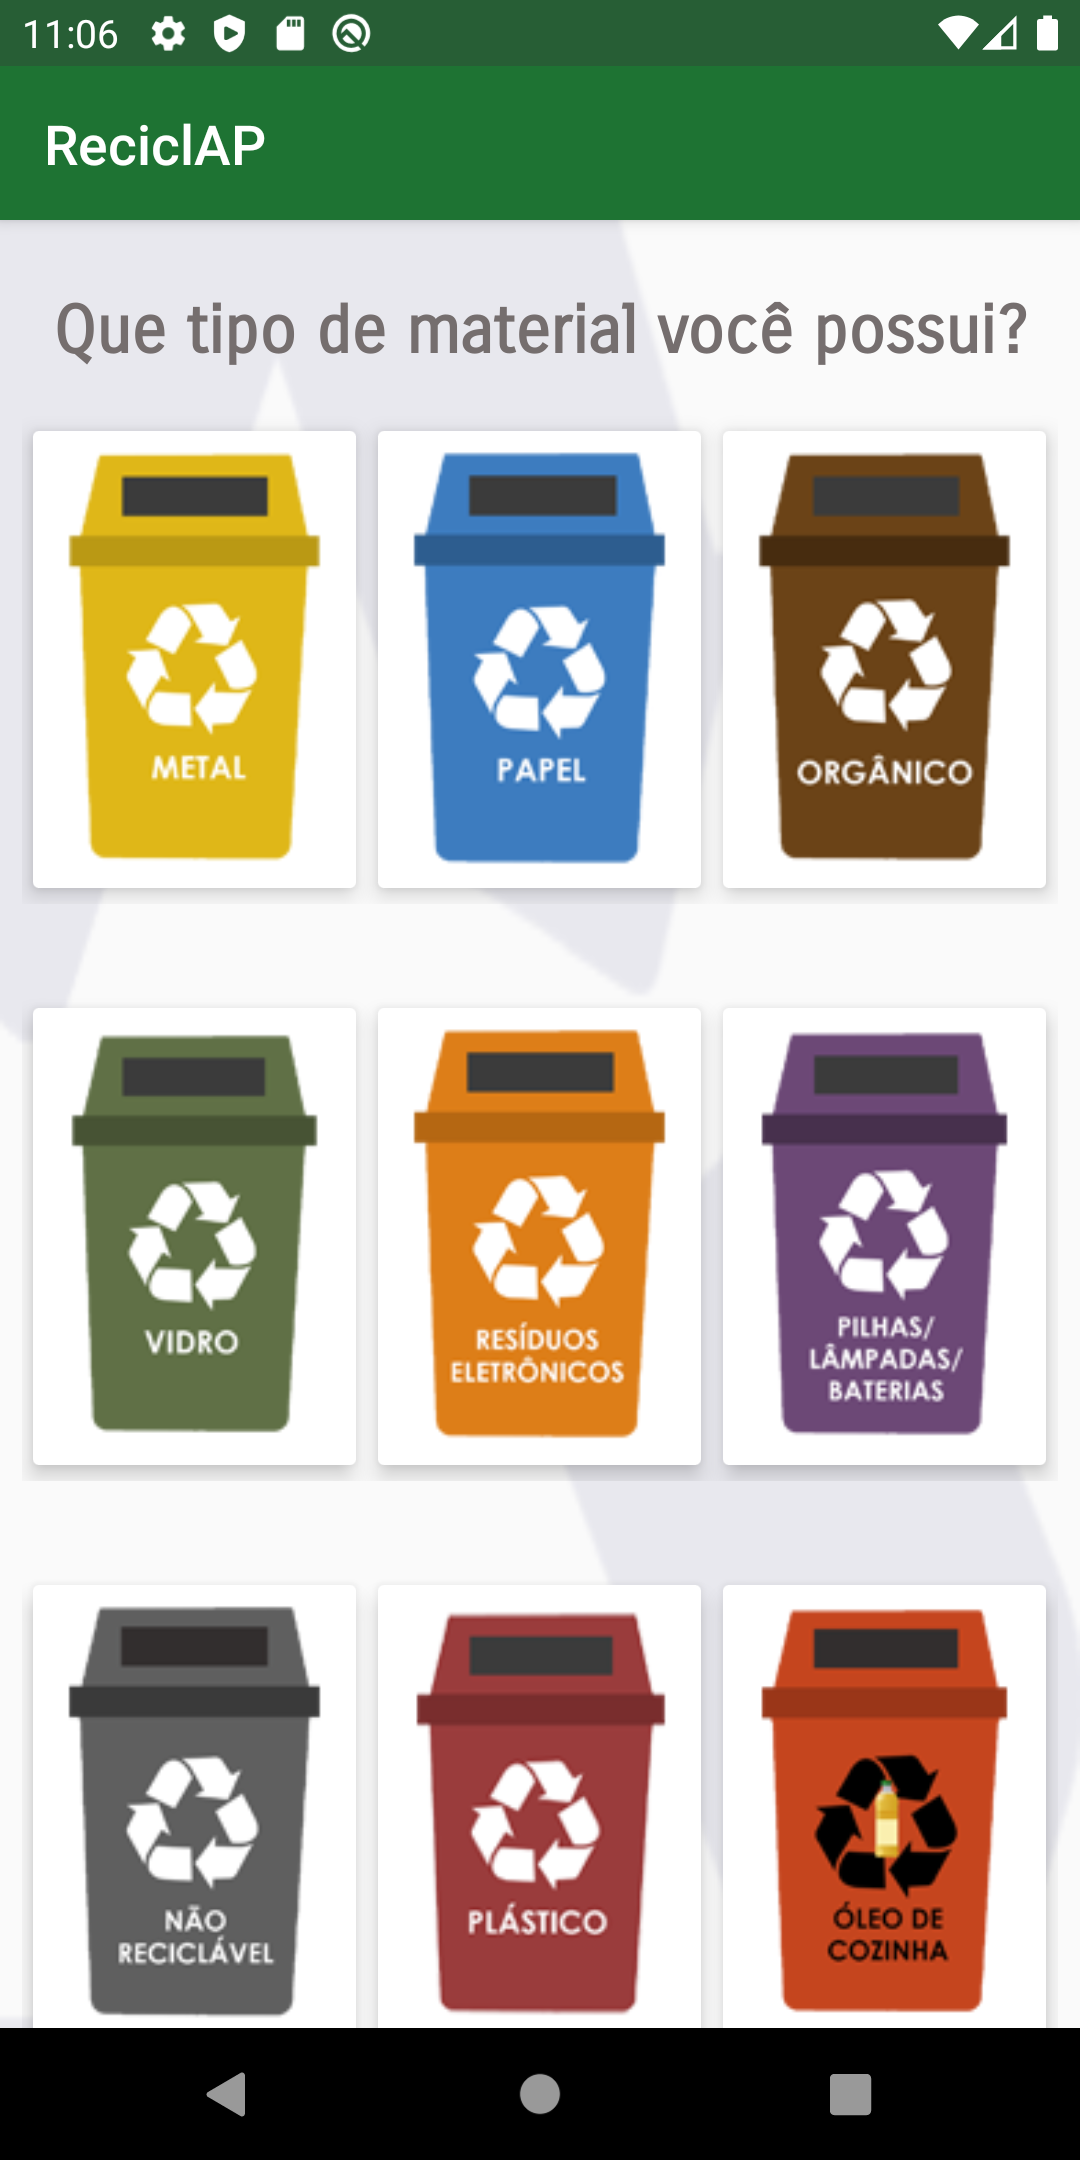 11:06
ReciclAP
Que tipo de material você possui?
METAL
PAPEL
ORGÂNICO
VIDRO
RESÍDUOS
ELETRÔNICOS
PILHAS/
LÂMPADAS/
BATERIAS
NÃO
RECICLÁVEL
PLÁSTICO
ÓLEO DE
COZINHA